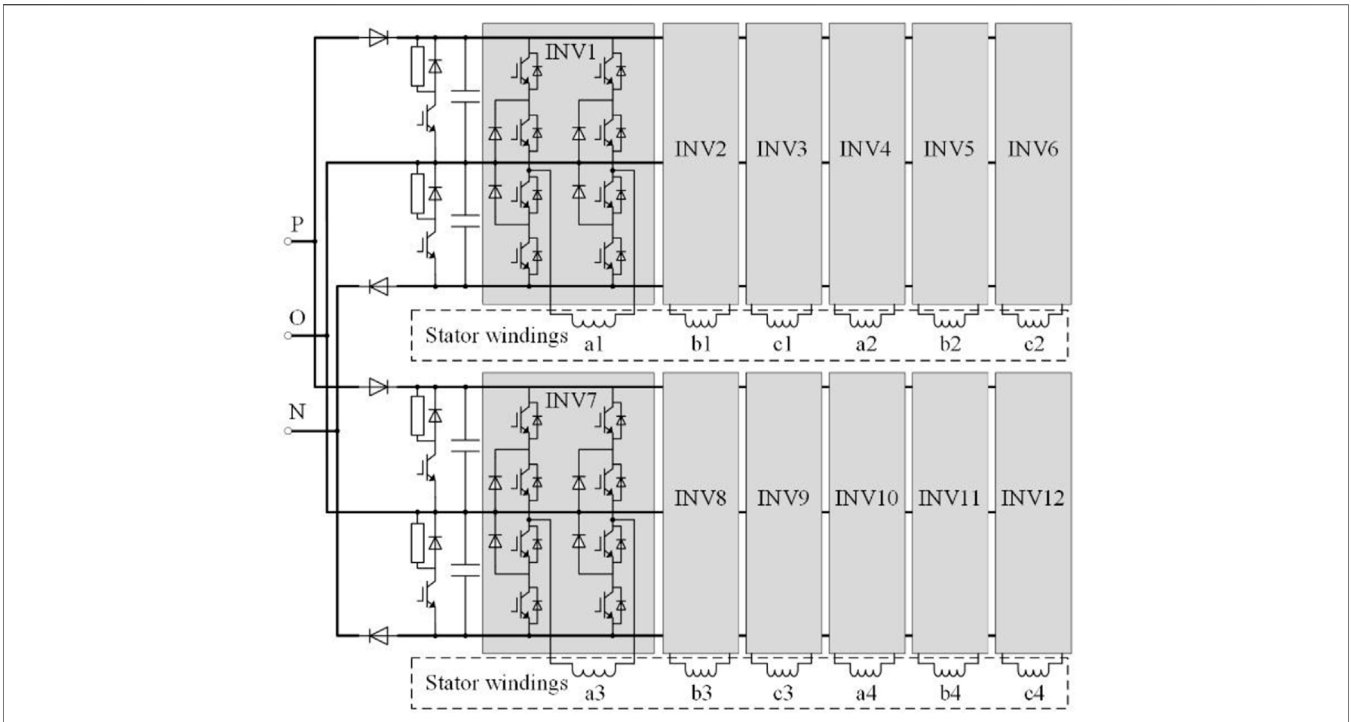 INV1
INV2
INV3
INV4
INV5
INV6
P
O
N
Stator windings
a1
b1
c1
a2
b2
c2
INV7
INV8
INV9
INV10
INV11
INV12
Stator windings
a3
b3
c3
a4
b4
c4